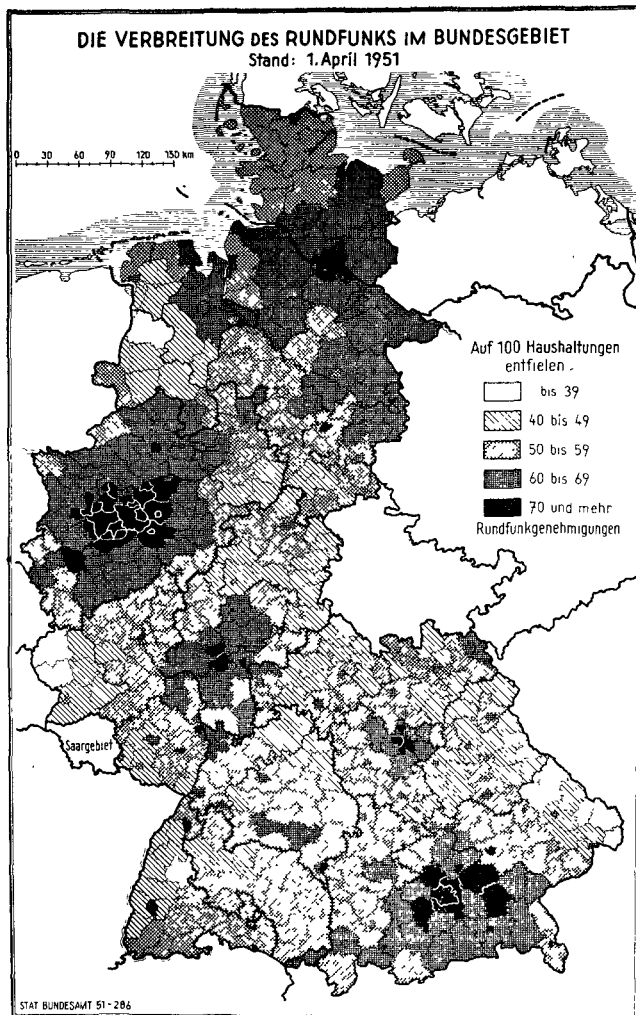 DIE VERBREITUNG DES RUNDFUNKS IM BUNDESGEBIET
Stand: 1. April 1951
0 30 60 90 120 150 km
Auf 100 Haushaltungen
entfielen
bis 39
40 bis 49
50 bis 59
60 bis 69
70 und mehr
Rundfunkgenehmigungen
Saargebiet
STAT BUNDESAMT 51-286